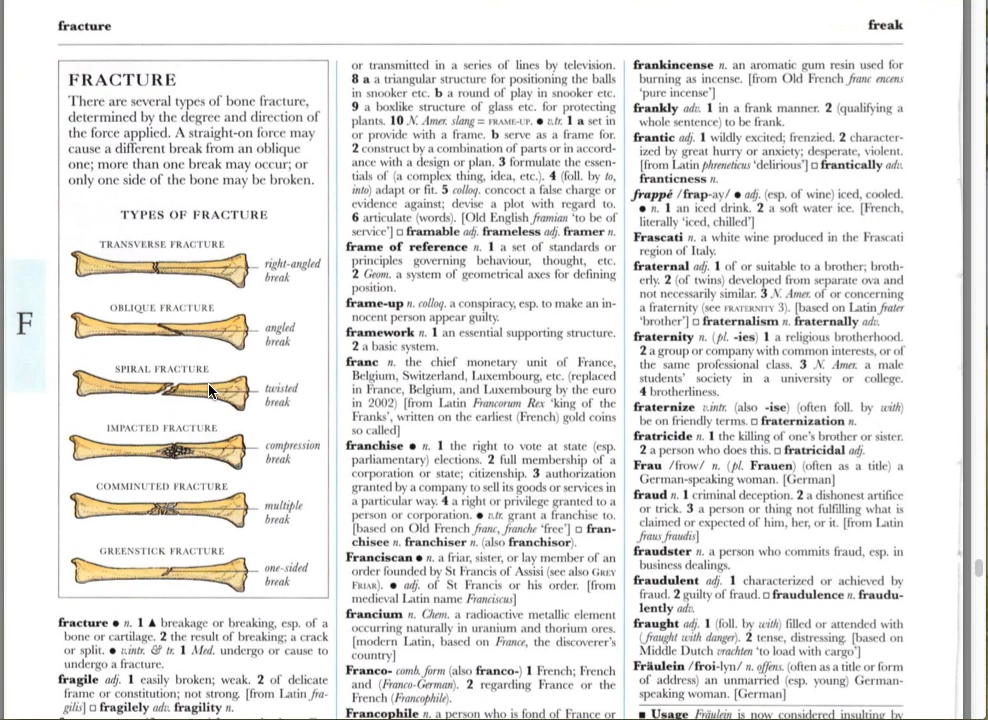 fracture
freak
FRACTURE
There are several types of bone fracture,
determined by the degree and direction of
the force applied. A straight-on force may
cause a different break from an oblique
one; more than one break may occur; or
only one side of the bone may be broken.
TYPES OF FRACTURE
TRANSVERSE FRACTURE
right-angled
break
OBLIQUE FRACTURE
angled
break
SPIRAL FRACTURE
twisted
break
IMPACTED FRACTURE
compression
break
COMMINUTED FRACTURE
multiple
break
GREENSTICK FRACTURE
one-sided
break
F
fracture ● n. 1 ▲ breakage or breaking, esp. of a
bone or cartilage. 2 the result of breaking; a crack
or split. ● v.intr. & tr. 1 Med. undergo or cause to
undergo a fracture.
fragile adj. 1 easily broken; weak. 2 of delicate
frame or constitution; not strong. [from Latin fra-
gilis] □ fragilely adv. fragility n.
or transmitted in a series of lines by television.
8 a a triangular structure for positioning the balls
in snooker etc. b a round of play in snooker etc.
9 a boxlike structure of glass etc. for protecting
plants. 10 N. Amer. slang = FRAME-UP. ● v.tr. 1 a set in
or provide with a frame. b serve as a frame for.
2 construct by a combination of parts or in accord-
ance with a design or plan. 3 formulate the essen-
tials of (a complex thing, idea, etc.). 4 (foll. by to,
into) adapt or fit. 5 colloq. concoct a false charge or
evidence against; devise a plot with regard to.
6 articulate (words). [Old English framian 'to be of
service'] □ framable adj. frameless adj. framer n.
frame of reference n. 1 a set of standards or
principles governing behaviour, thought, etc.
2 Geom. a system of geometrical axes for defining
position.
frame-up n. colloq. a conspiracy, esp. to make an in-
nocent person appear guilty.
framework n. 1 an essential supporting structure.
2 a basic system.
franc n. the chief monetary unit of France,
Belgium, Switzerland, Luxembourg, etc. (replaced
in France, Belgium, and Luxembourg by the euro
in 2002) [from Latin Francorum Rex 'king of the
Franks', written on the earliest (French) gold coins
so called]
franchise ● n. 1 the right to vote at state (esp.
parliamentary) elections. 2 full membership of a
corporation or state; citizenship. 3 authorization
granted by a company to sell its goods or services in
a particular way. 4 a right or privilege granted to a
person or corporation. ● v.tr. grant a franchise to.
[based on Old French franc, franche 'free'] □ fran-
chisee n. franchiser n. (also franchisor).
Franciscan ● n. a friar, sister, or lay member of an
order founded by St Francis of Assisi (see also GREY
FRIAR). ● adj. of St Francis or his order. [from
medieval Latin name Franciscus]
francium n. Chem. a radioactive metallic element
occurring naturally in uranium and thorium ores.
[modern Latin, based on France, the discoverer's
country]
Franco- comb. form (also franco-) 1 French; French
and (Franco-German). 2 regarding France or the
French (Francophile).
Francophile n. a person who is fond of France or
frankincense n. an aromatic gum resin used for
burning as incense. [from Old French franc encens
'pure incense']
frankly adv. 1 in a frank manner. 2 (qualifying a
whole sentence) to be frank.
frantic adj. 1 wildly excited; frenzied. 2 character-
ized by great hurry or anxiety; desperate, violent.
[from Latin phreneticus 'delirious'] □ frantically adv.
franticness n.
frappé /frap-ay/ ● adj. (esp. of wine) iced, cooled.
● n. 1 an iced drink. 2 a soft water ice. [French,
literally 'iced, chilled']
Frascati n. a white wine produced in the Frascati
region of Italy.
fraternal adj. 1 of or suitable to a brother; broth-
erly. 2 (of twins) developed from separate ova and
not necessarily similar. 3 N. Amer. of or concerning
a fraternity (see FRATERNITY 3). [based on Latin frater
'brother'] □ fraternalism n. fraternally adv.
fraternity n. (pl. -ies) 1 a religious brotherhood.
2 a group or company with common interests, or of
the same professional class. 3 N. Amer. a male
students' society in a university or college.
4 brotherliness.
fraternize v.intr. (also -ise) (often foll. by with)
be on friendly terms. □ fraternization n.
fratricide n. 1 the killing of one's brother or sister.
2 a person who does this. □ fratricidal adj.
Frau /frow/ n. (pl. Frauen) (often as a title) a
German-speaking woman. [German]
fraud n. 1 criminal deception. 2 a dishonest artifice
or trick. 3 a person or thing not fulfilling what is
claimed or expected of him, her, or it. [from Latin
fraus fraudis]
fraudster n. a person who commits fraud, esp. in
business dealings.
fraudulent adj. 1 characterized or achieved by
fraud. 2 guilty of fraud. □ fraudulence n. fraudu-
lently adv.
fraught adj. 1 (foll. by with) filled or attended with
(fraught with danger). 2 tense, distressing. [based on
Middle Dutch vrachten 'to load with cargo']
Fräulein /froi-lyn/ n. offens. (often as a title or form
of address) an unmarried (esp. young) German-
speaking woman. [German]
■ Usage Fräulein is now considered insulting by